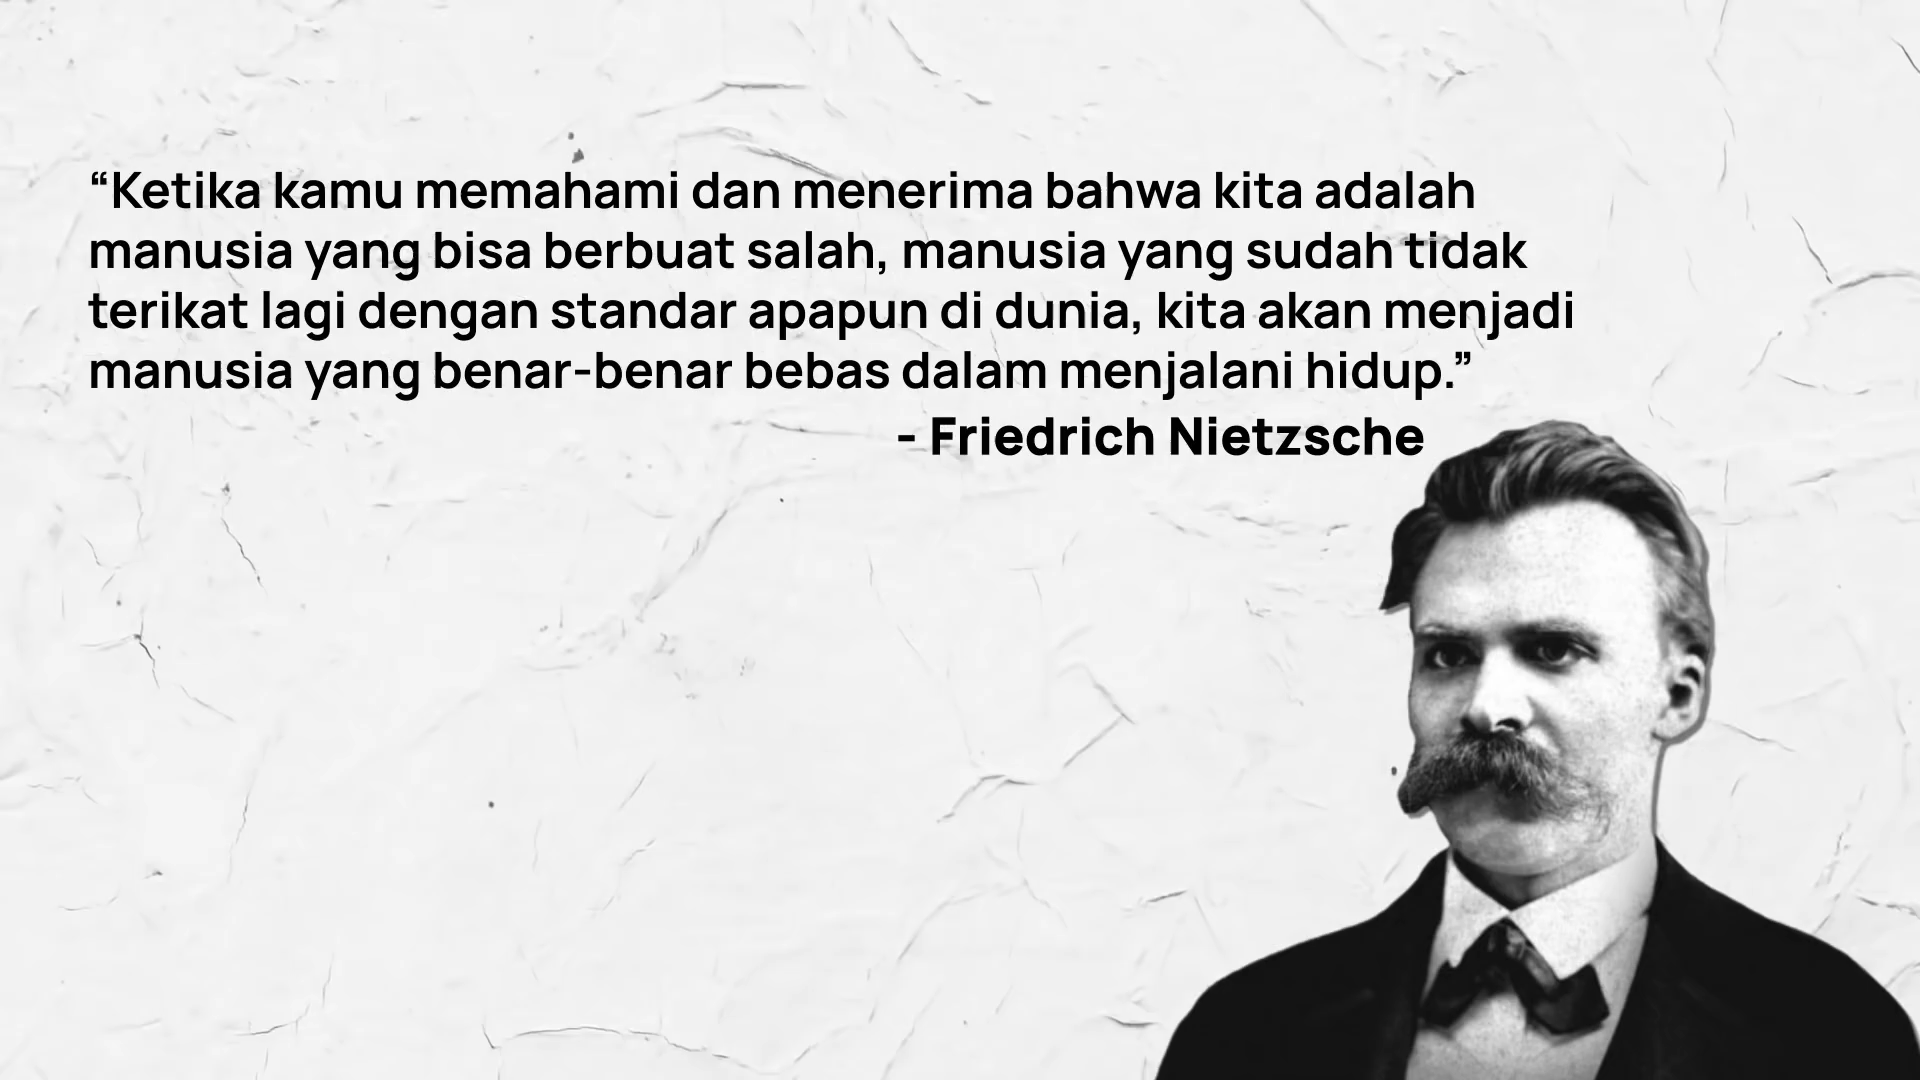 “Ketika kamu memahami dan menerima bahwa kita adalah
manusia yang bisa berbuat salah, manusia yang sudah tidak
terikat lagi dengan standar apapun di dunia, kita akan menjadi
manusia yang benar-benar bebas dalam menjalani hidup.”
- Friedrich Nietzsche